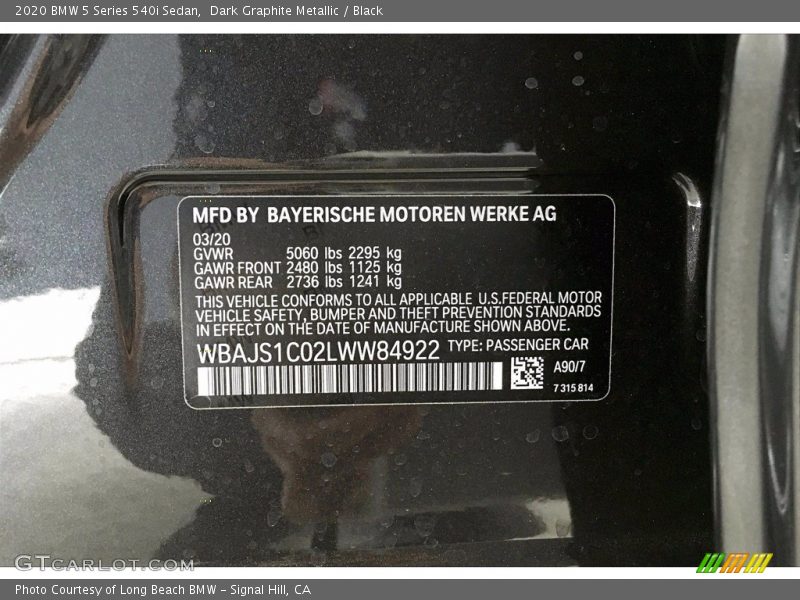 2020 BMW 5 Series 540i Sedan,  Dark Graphite Metallic / Black
MFD BY BAYERISCHE MOTOREN WERKE AG
03/20
GVWR 5060 lbs 2295 kg
GAWR FRONT 2480 lbs 1125 kg
GAWR REAR 2736 lbs 1241 kg
THIS VEHICLE CONFORMS TO ALL APPLICABLE U.S.FEDERAL MOTOR
VEHICLE SAFETY, BUMPER AND THEFT PREVENTION STANDARDS
IN EFFECT ON THE DATE OF MANUFACTURE SHOWN ABOVE.
WBAJS1C02LWW84922 TYPE: PASSENGER CAR
A90/7
7 315 814
GTCARLOT.COM
Photo Courtesy of Long Beach BMW - Signal Hill, CA